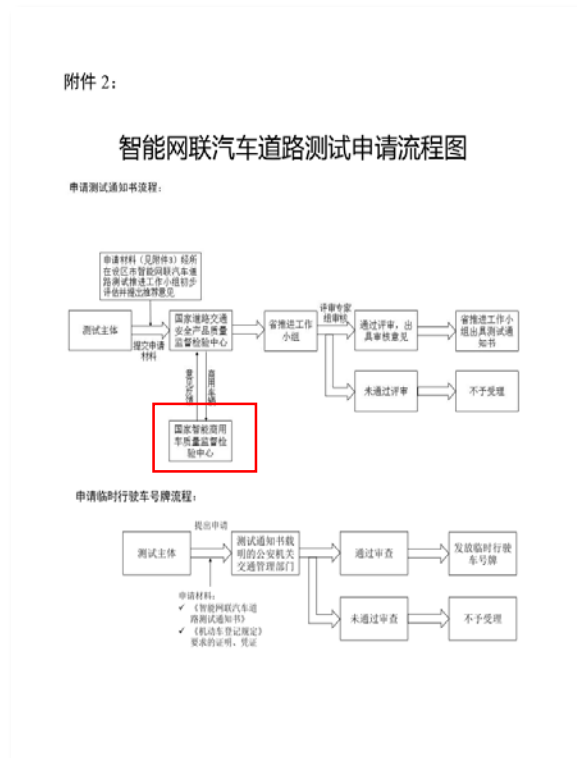 附件 2：
智能网联汽车道路测试申请流程图
申请测试通知书流程：
申请材料（见附件3）经所
在设区市智能网联汽车道
路测试推进工作小组初步
评估并提出推荐意见
测试主体
提交申请
材料
国家道路交通
安全产品质量
监督检验中心
省推进工作
小组
评审专家
组审核
通过评审，出
具审核意见
省推进工作小
组出具测试通
知书
未通过评审
不予受理
意见反馈
商用车辆
国家智能商用
车质量监督检
验中心
申请临时行驶车号牌流程：
测试主体
提出申请
测试通知书载
明的公安机关
交通管理部门
通过审查
发放临时行驶
车号牌
未通过审查
不予受理
申请材料：
✓ 《智能网联汽车道
路测试通知书》
✓ 《机动车登记规定》
要求的证明、凭证